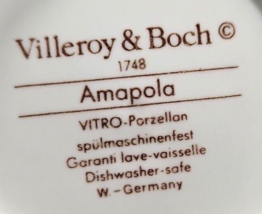 Villeroy & Boch ©
1748
Amapola
VITRO-Porzellan
spülmaschinenfest
Garanti lave-vaisselle
Dishwasher-safe
W.-Germany